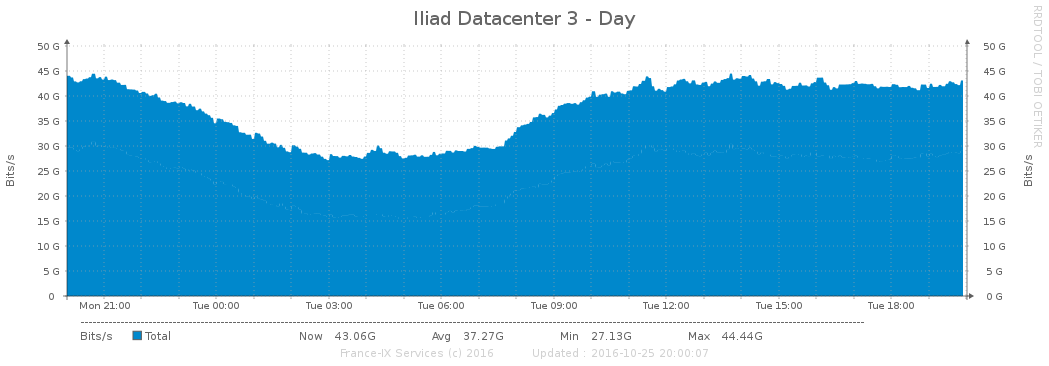 Iliad Datacenter 3 - Day
RRDTOOL / TOBI OETIKER
50 G 50 G
45 G 45 G
40 G 40 G
35 G 35 G
30 G 30 G
25 G 25 G
20 G 20 G
15 G 15 G
10 G 10 G
5 G 5 G
0 0 G
Bits/s
Bits/s
Mon 21:00 Tue 00:00 Tue 03:00 Tue 06:00 Tue 09:00 Tue 12:00 Tue 15:00 Tue 18:00
Bits/s Total Now 43.06G Avg 37.27G Min 27.13G Max 44.44G
France-IX Services (c) 2016 Updated : 2016-10-25 20:00:07